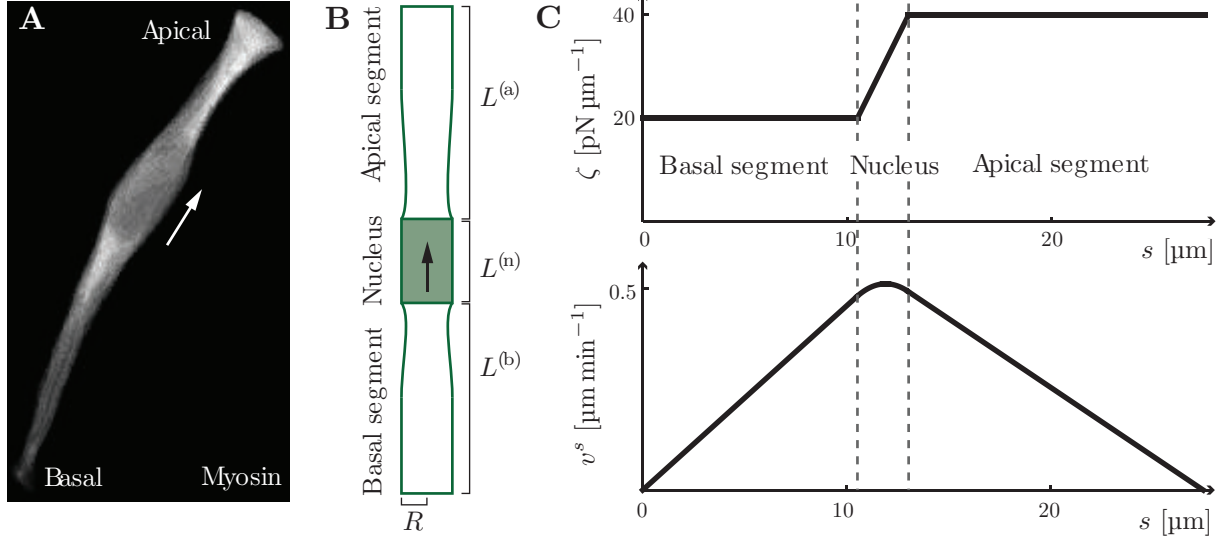 A
Apical
Basal
Myosin
B
Apical segment
Nucleus
Basal segment
L^(a)
L^(n)
L^(b)
R
C
ζ [pN µm⁻¹]
40
20
Basal segment
Nucleus
Apical segment
0
10
20
s [µm]
v^s [µm min⁻¹]
0.5
0
10
20
s [µm]